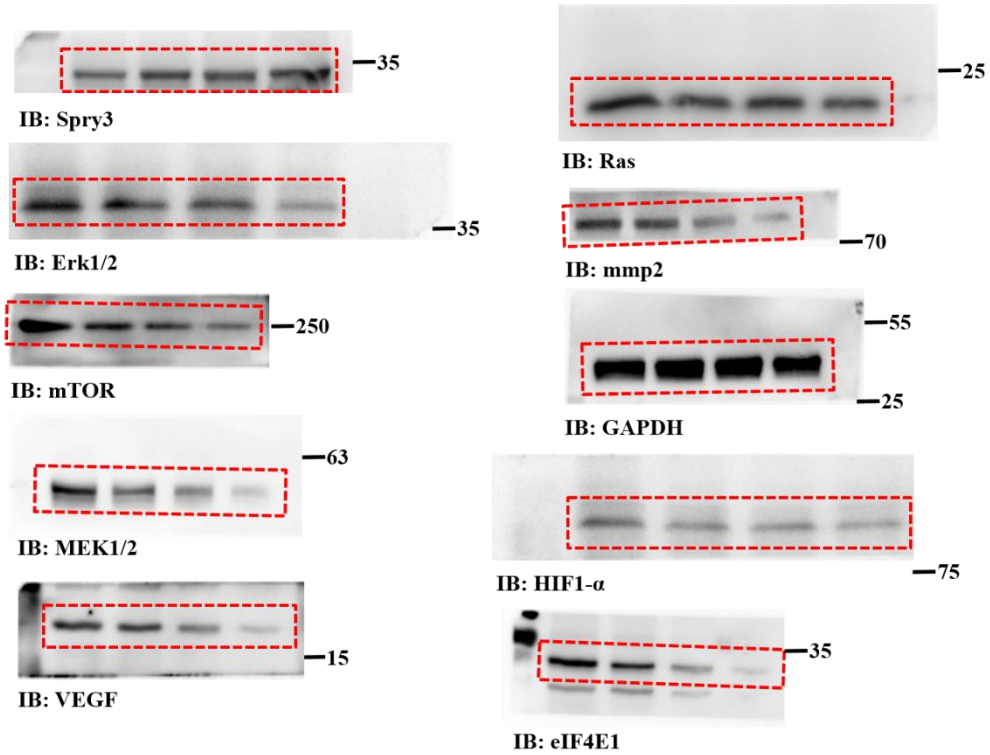 35
IB: Spry3
35
IB: Erk1/2
250
IB: mTOR
63
IB: MEK1/2
15
IB: VEGF
25
IB: Ras
70
IB: mmp2
55
25
IB: GAPDH
75
IB: HIF1-α
35
IB: eIF4E1